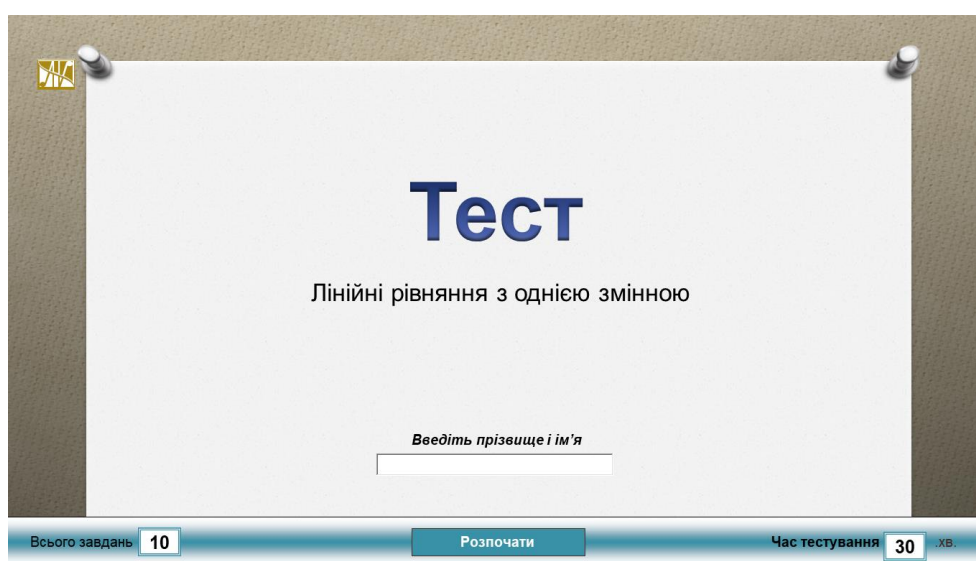 Тест
Лінійні рівняння з однією змінною
Введіть прізвище і ім’я
Всього завдань 10
Розпочати
Час тестування 30 .хв.